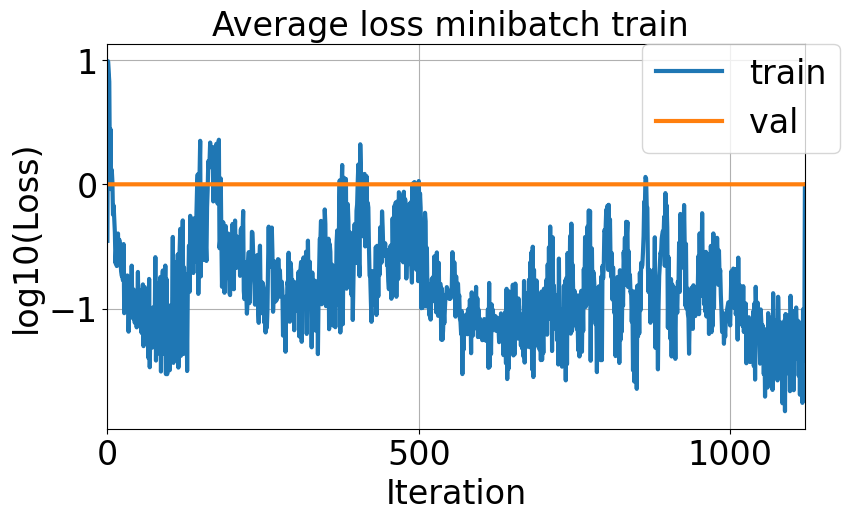 Average loss minibatch train
train
val
log10(Loss)
1
0
−1
0
500
1000
Iteration